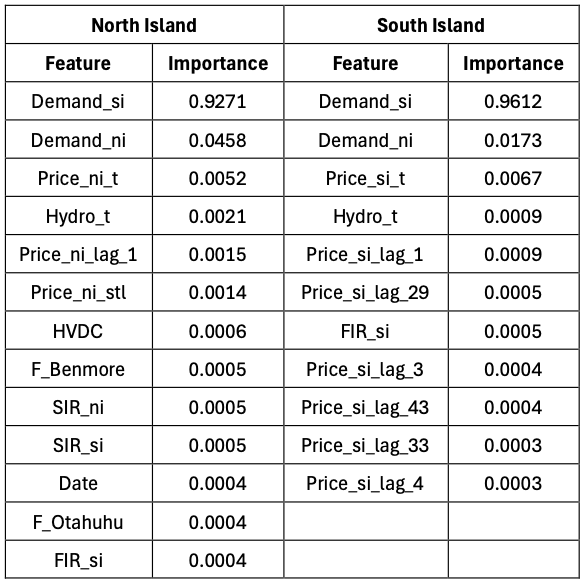 North Island South Island
Feature Importance Feature Importance
Demand_si 0.9271 Demand_si 0.9612
Demand_ni 0.0458 Demand_ni 0.0173
Price_ni_t 0.0052 Price_si_t 0.0067
Hydro_t 0.0021 Hydro_t 0.0009
Price_ni_lag_1 0.0015 Price_si_lag_1 0.0009
Price_ni_stl 0.0014 Price_si_lag_29 0.0005
HVDC 0.0006 FIR_si 0.0005
F_Benmore 0.0005 Price_si_lag_3 0.0004
SIR_ni 0.0005 Price_si_lag_43 0.0004
SIR_si 0.0005 Price_si_lag_33 0.0003
Date 0.0004 Price_si_lag_4 0.0003
F_Otahuhu 0.0004
FIR_si 0.0004